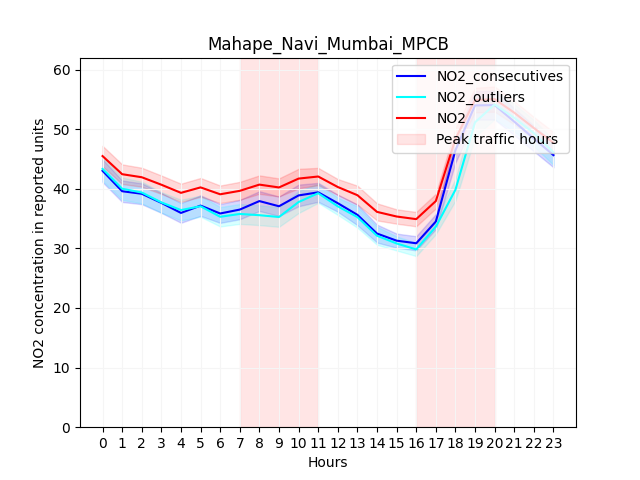 Mahape_Navi_Mumbai_MPCB
NO2 concentration in reported units
60
50
40
30
20
10
0
NO2_consecutives
NO2_outliers
NO2
Peak traffic hours
0 1 2 3 4 5 6 7 8 9 10 11 12 13 14 15 16 17 18 19 20 21 22 23
Hours